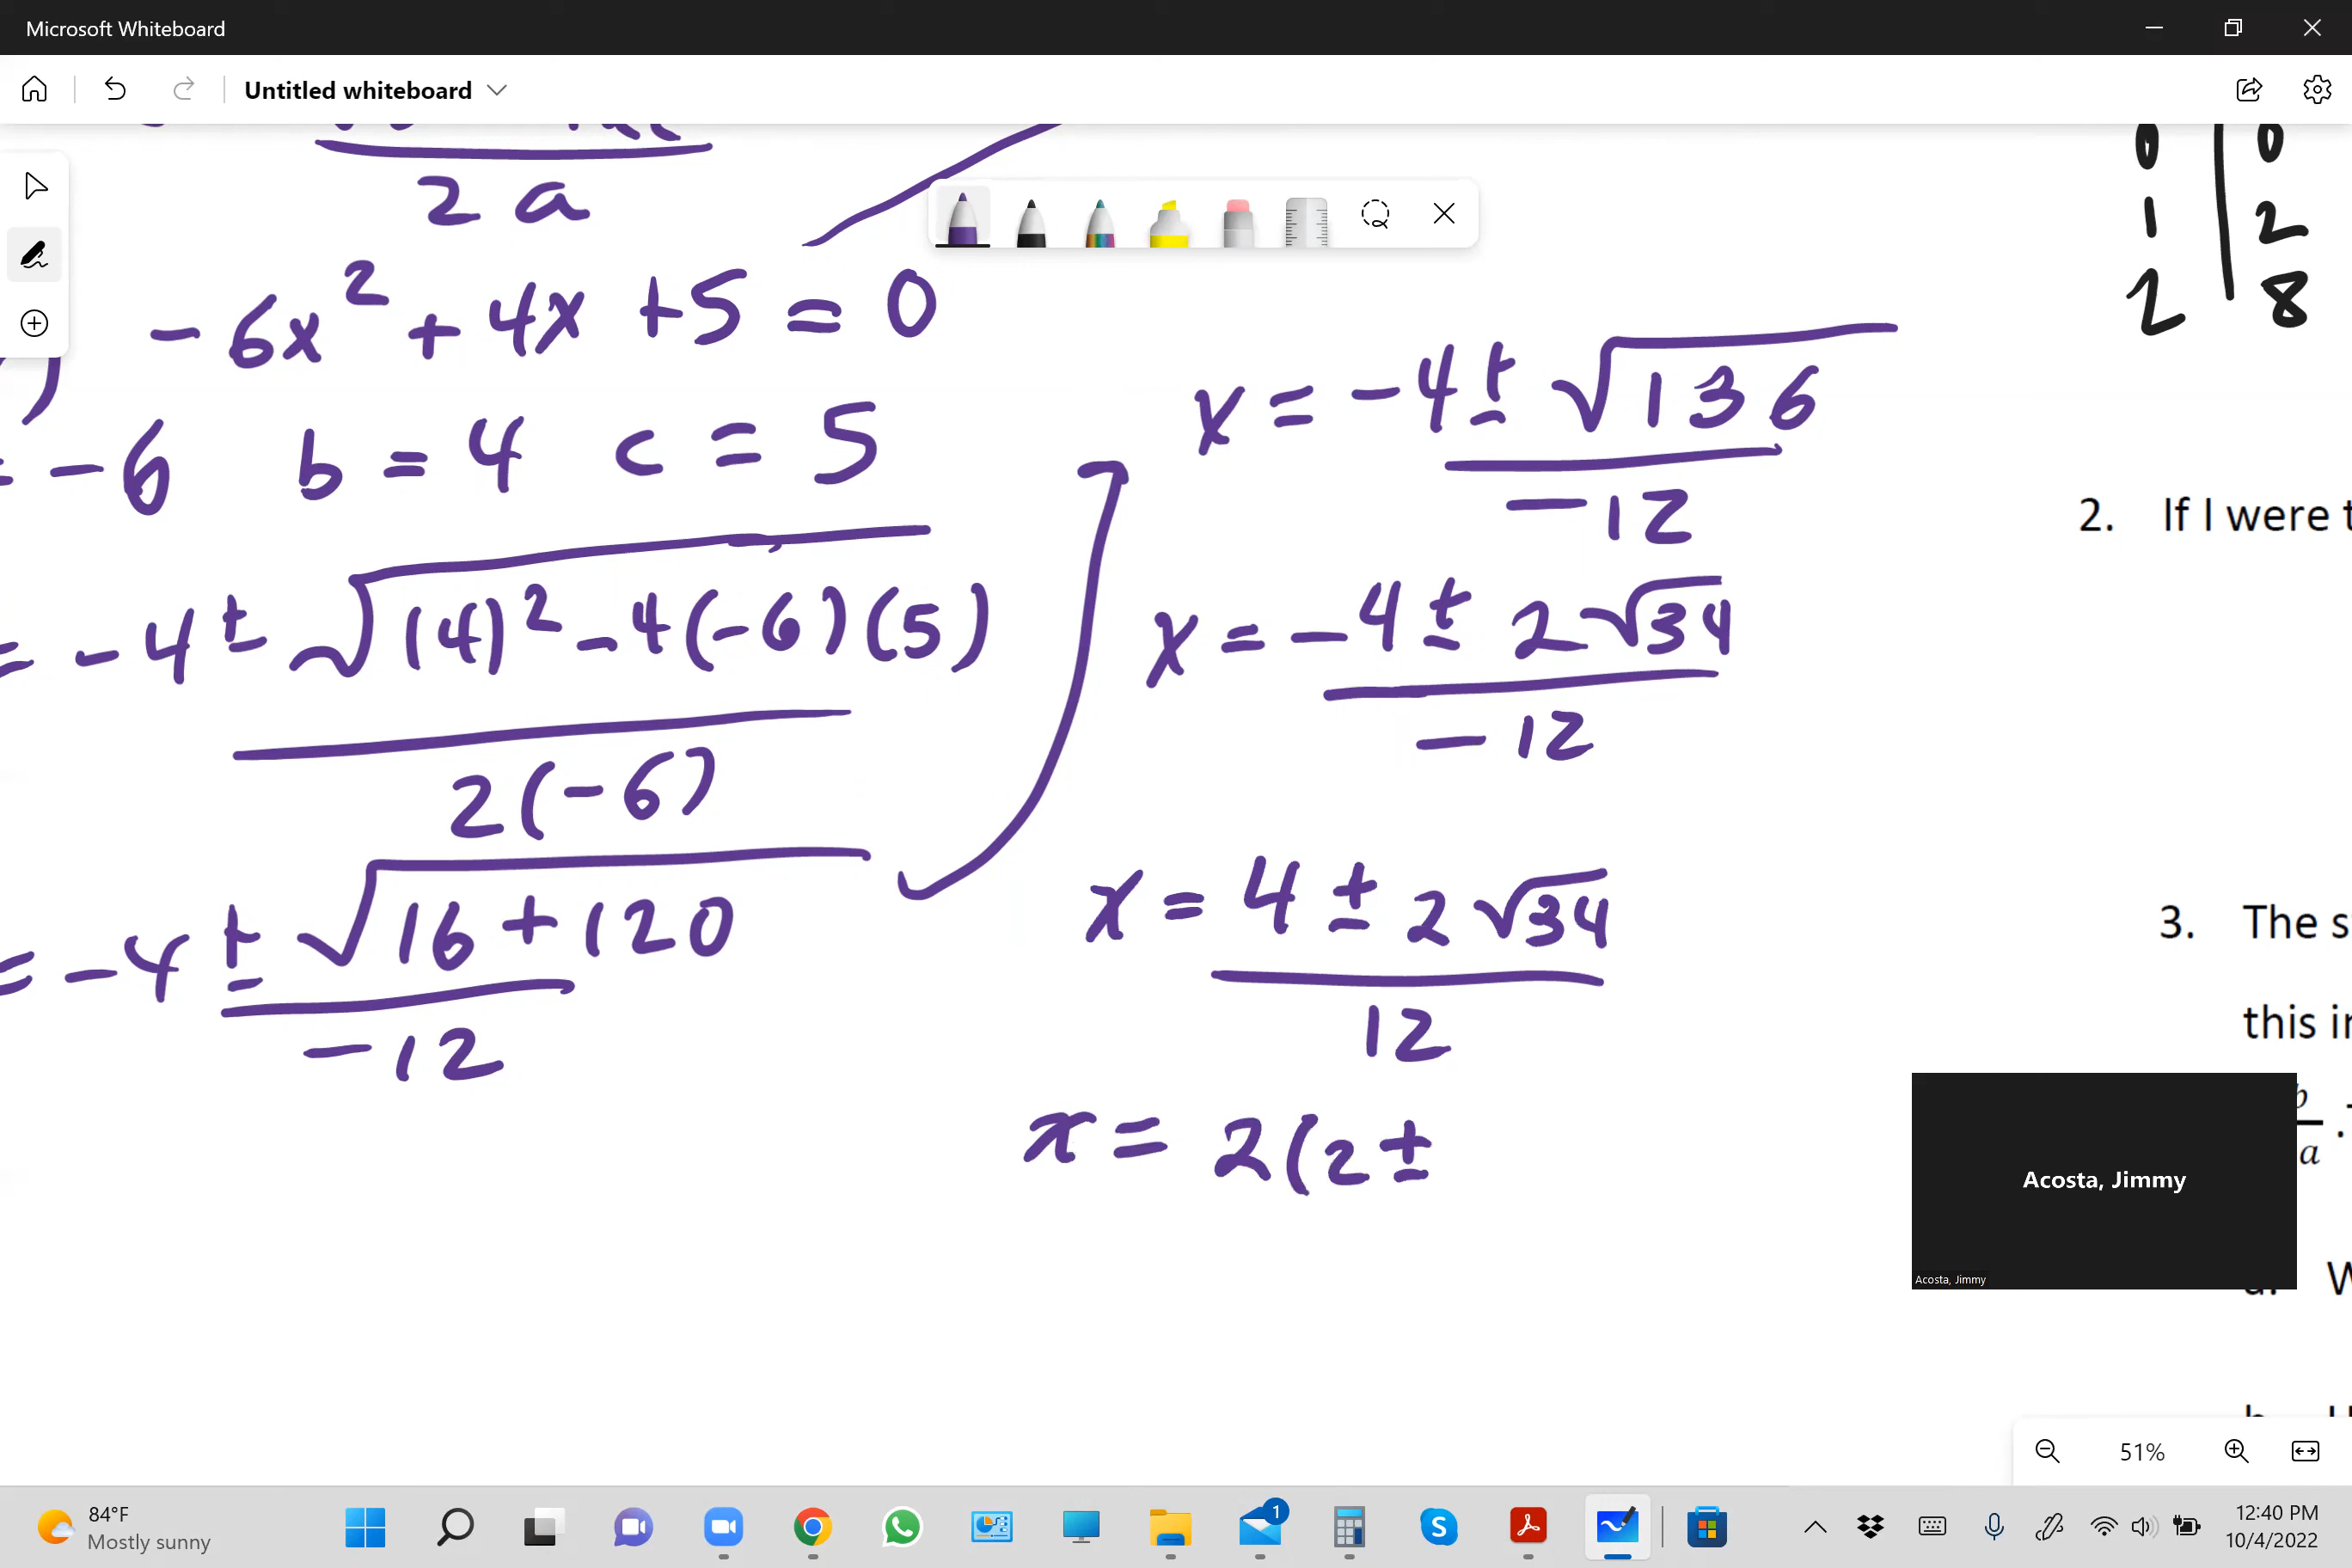 Microsoft Whiteboard
Untitled whiteboard
2 a
- 6x² + 4x + 5 = 0
= -6 b = 4 c = 5
= -4 ± √(4)² - 4(-6)(5)
2(-6)
= -4 ± √16 + 120
-12
x = -4 ± √136
-12
x = -4 ± 2√34
-12
x = 4 ± 2√34
12
x = 2(2 ±
0 | 0
1 | 2
2 | 8
2. If I were
3. The s
this i
b
a
Acosta, Jimmy
Acosta, Jimmy
51%
84°F
Mostly sunny
1
S
12:40 PM
10/4/2022